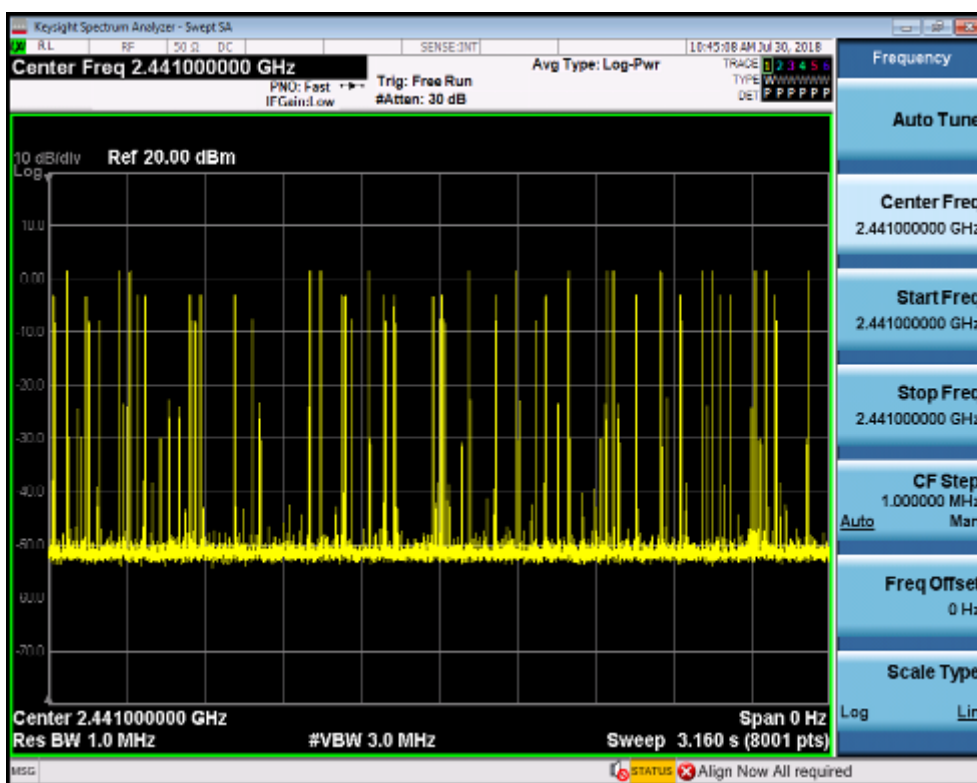 Keysight Spectrum Analyzer - Swept SA
RL RF 50 Ω DC SENSE:INT 10:45:08 AM Jul 30, 2018
Center Freq 2.441000000 GHz
PNO: Fast
IFGain:Low
Trig: Free Run
#Atten: 30 dB
Avg Type: Log-Pwr
TRACE 1 2 3 4 5 6
TYPE
DET P P P P P P
10 dB/div Ref 20.00 dBm
Log
10.0
0.00
-10.0
-20.0
-30.0
-40.0
-50.0
-60.0
-70.0
Center 2.441000000 GHz Span 0 Hz
Res BW 1.0 MHz #VBW 3.0 MHz Sweep 3.160 s (8001 pts)
MSG STATUS Align Now All required
Frequency
Auto Tune
Center Freq
2.441000000 GHz
Start Freq
2.441000000 GHz
Stop Freq
2.441000000 GHz
CF Step
1.000000 MHz
Auto Man
Freq Offset
0 Hz
Scale Type
Log Lin